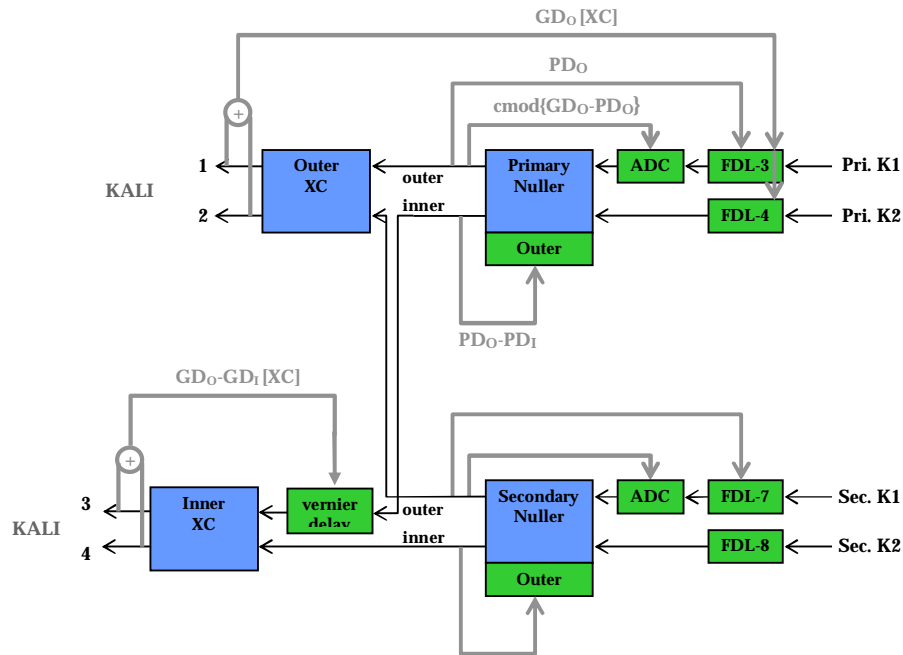 GDO [XC]
PDO
cmod{GDO-PDO}
+
1
Outer
XC
outer
Primary
Nuller
ADC
FDL-3
Pri. K1
KALI
2
inner
FDL-4
Pri. K2
Outer
PDO-PDI
GDO-GDI [XC]
+
3
Inner
XC
vernier
delay
outer
Secondary
Nuller
ADC
FDL-7
Sec. K1
KALI
4
inner
FDL-8
Sec. K2
Outer